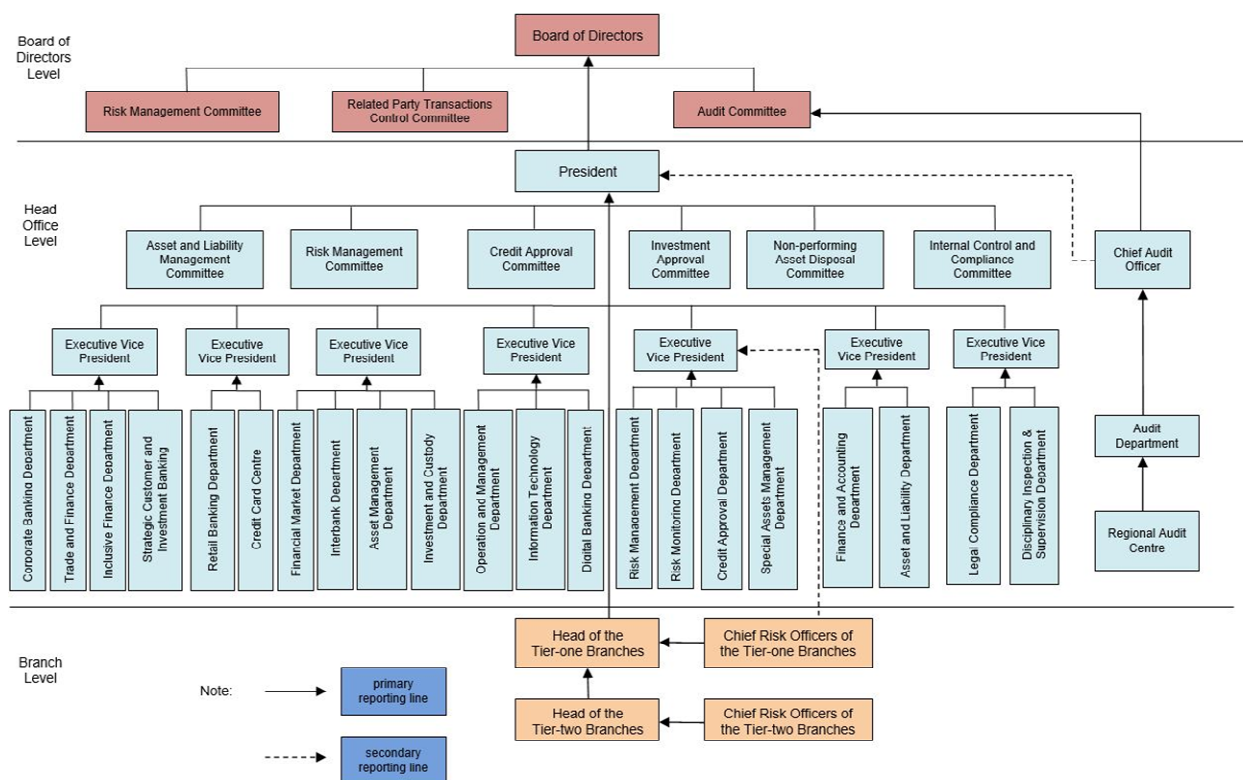 Board of
Directors
Level
Board of Directors
Risk Management Committee
Related Party Transactions
Control Committee
Audit Committee
Head
Office
Level
President
Asset and Liability
Management
Committee
Risk Management
Committee
Credit Approval
Committee
Investment
Approval
Committee
Non-performing
Asset Disposal
Committee
Internal Control and
Compliance
Committee
Chief Audit
Officer
Executive Vice
President
Executive
Vice President
Executive Vice
President
Executive Vice
President
Executive
Vice President
Executive
Vice President
Executive Vice
President
Corporate Banking Department
Trade and Finance Department
Inclusive Finance Department
Strategic Customer and
Investment Banking
Retail Banking Department
Credit Card Centre
Financial Market Department
Interbank Department
Asset Management
Department
Investment and Custody
Department
Operation and Management
Department
Information Technology
Department
Digital Banking Department
Risk Management Department
Risk Monitoring Department
Credit Approval Department
Special Assets Management
Department
Finance and Accounting
Department
Asset and Liability Department
Legal Compliance Department
Disciplinary Inspection &
Supervision Department
Audit
Department
Regional Audit
Centre
Branch
Level
Head of the
Tier-one Branches
Chief Risk Officers of
the Tier-one Branches
Head of the
Tier-two Branches
Chief Risk Officers of
the Tier-two Branches
Note:
primary
reporting line
secondary
reporting line